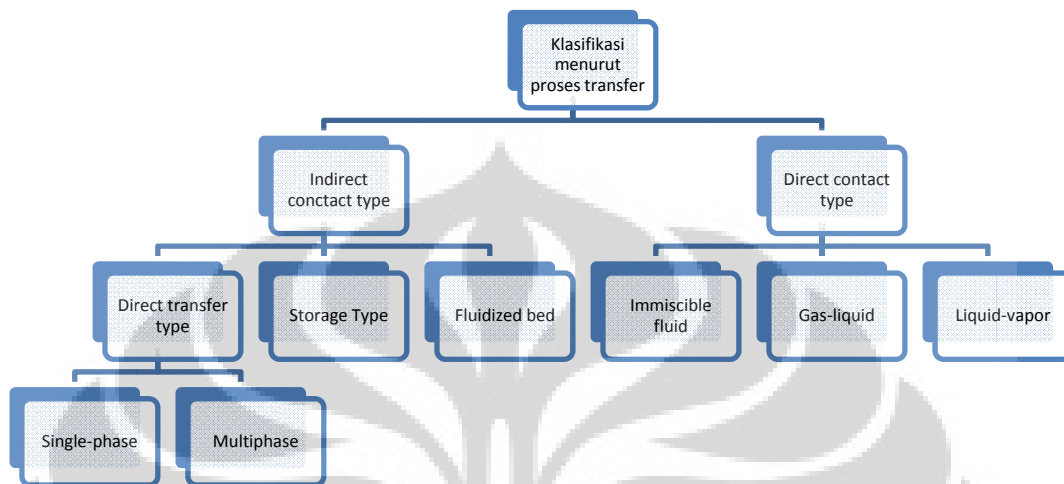 Klasifikasi
menurut
proses transfer
Indirect
conctact type
Direct contact
type
Direct transfer
type
Storage Type
Fluidized bed
Immiscible
fluid
Gas-liquid
Liquid-vapor
Single-phase
Multiphase